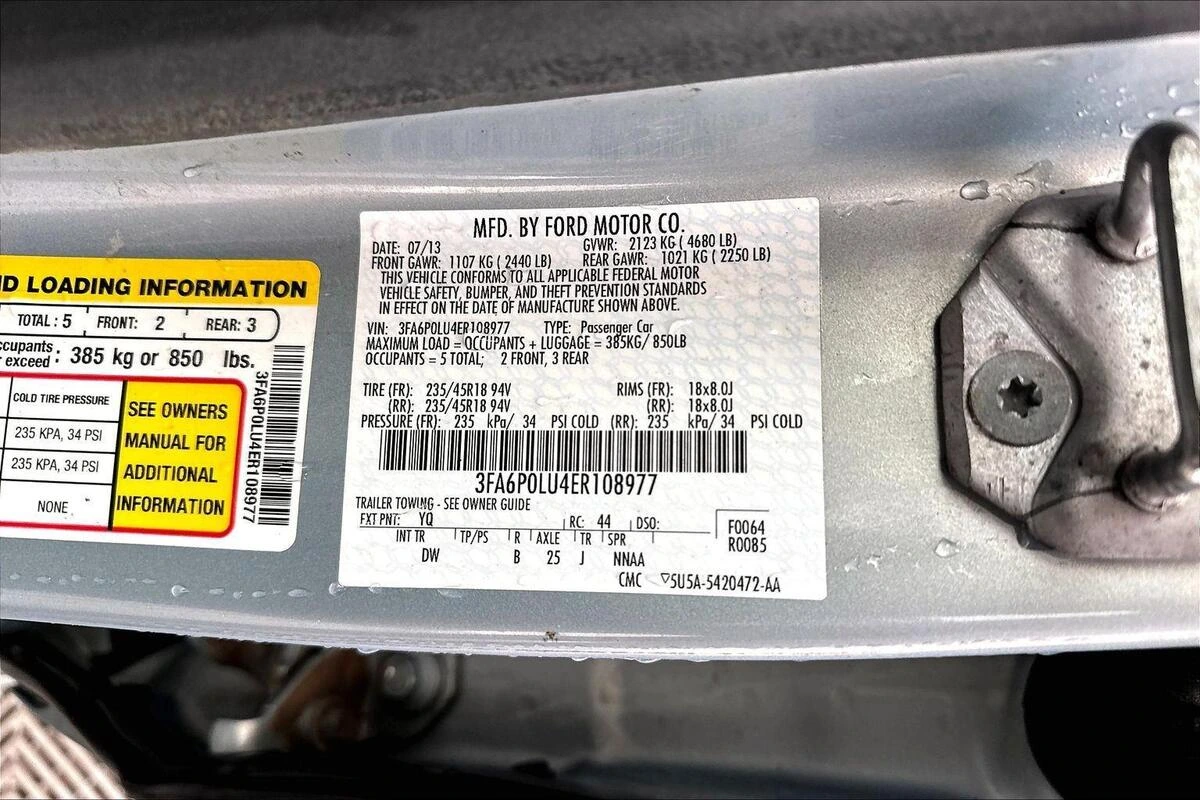 MFD. BY FORD MOTOR CO.
DATE: 07/13 GVWR: 2123 KG ( 4680 LB)
FRONT GAWR: 1107 KG ( 2440 LB) REAR GAWR: 1021 KG ( 2250 LB)
THIS VEHICLE CONFORMS TO ALL APPLICABLE FEDERAL MOTOR
VEHICLE SAFETY, BUMPER, AND THEFT PREVENTION STANDARDS
IN EFFECT ON THE DATE OF MANUFACTURE SHOWN ABOVE.
VIN: 3FA6P0LU4ER108977 TYPE: Passenger Car
MAXIMUM LOAD = OCCUPANTS + LUGGAGE = 385KG/ 850LB
OCCUPANTS = 5 TOTAL; 2 FRONT, 3 REAR
TIRE (FR): 235/45R18 94V RIMS (FR): 18x8.0J
(RR): 235/45R18 94V (RR): 18x8.0J
PRESSURE (FR): 235 kPa/ 34 PSI COLD (RR): 235 kPa/ 34 PSI COLD
3FA6P0LU4ER108977
TRAILER TOWING - SEE OWNER GUIDE
EXT PNT: YQ RC: 44 DSO: F0064
INT TR TP/PS R AXLE TR SPR R0085
DW B 25 J NNAA
CMC ▽5U5A-5420472-AA
ND LOADING INFORMATION
TOTAL : 5 FRONT: 2 REAR: 3
ccupants
exceed : 385 kg or 850 lbs.
COLD TIRE PRESSURE
235 KPA, 34 PSI
235 KPA, 34 PSI
NONE
SEE OWNERS
MANUAL FOR
ADDITIONAL
INFORMATION
3FA6P0LU4ER108977